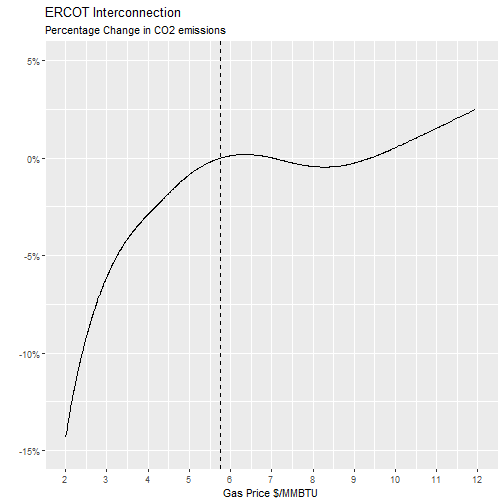 ERCOT Interconnection
Percentage Change in CO2 emissions
5%
0%
-5%
-10%
-15%
2 3 4 5 6 7 8 9 10 11 12
Gas Price $/MMBTU